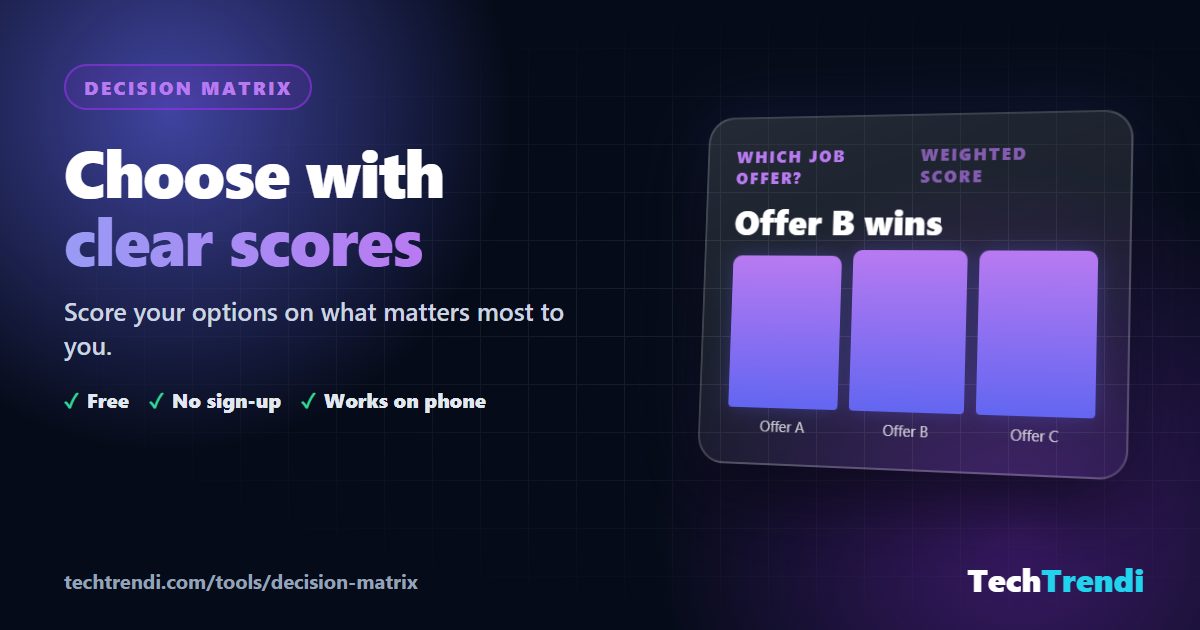 DECISION MATRIX
Choose with
clear scores
Score your options on what matters most to
you.
✓ Free ✓ No sign-up ✓ Works on phone
WHICH JOB
OFFER?
WEIGHTED
SCORE
Offer B wins
Offer A
Offer B
Offer C
techtrendi.com/tools/decision-matrix
TechTrendi